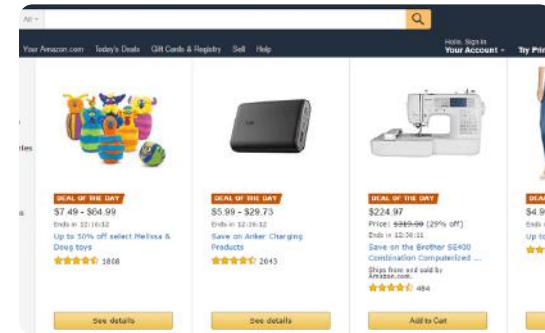 All
Hello, Sign in
Your Amazon.com Today's Deals Gift Cards & Registry Sell Help Your Account Try Prim
DEAL OF THE DAY
$7.49 - $64.99
Ends in 12:16:12
Up to 50% off select Melissa &
Doug toys
1808
See details
DEAL OF THE DAY
$5.99 - $29.73
Ends in 12:16:12
Save on Anker Charging
Products
2043
See details
DEAL OF THE DAY
$224.97
Price: $319.00 (29% off)
Save on the Brother SE400
Combination Computerized ...
Ships from and sold by
Amazon.com.
484
Add to Cart
DEAL
$4.9
Ends
Up to